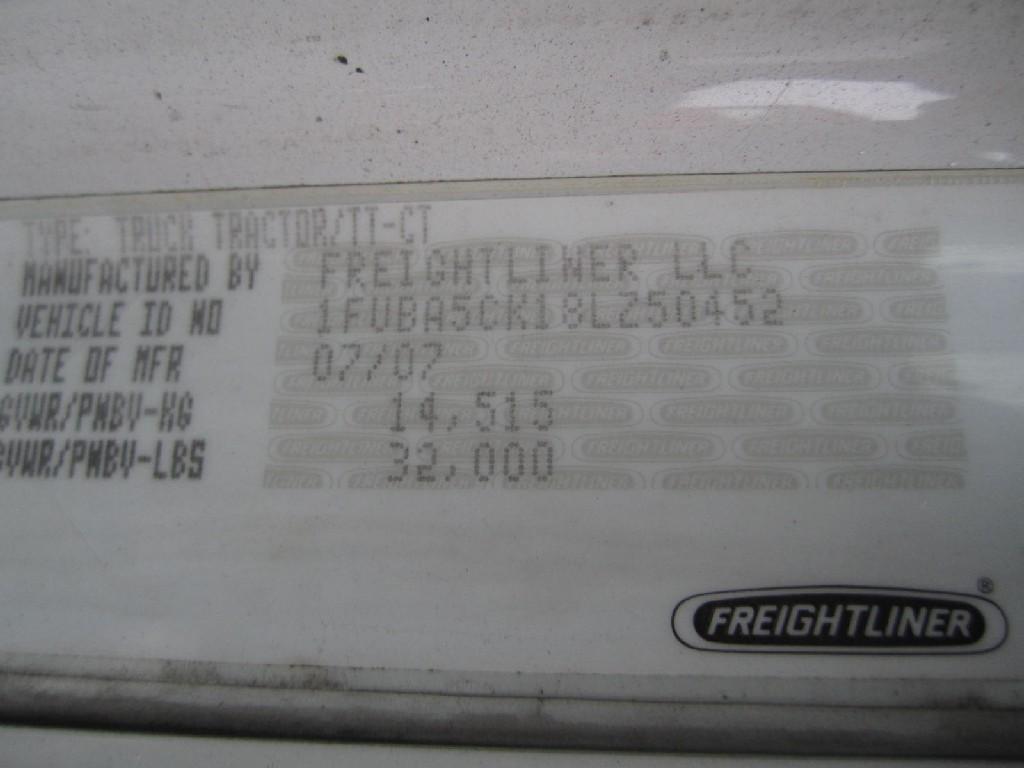 TYPE: TRUCK TRACTOR/TT-CT
MANUFACTURED BY FREIGHTLINER LLC
VEHICLE ID NO 1FUBA5CK18LZ50452
DATE OF MFR 07/07
GVWR/PNBV-KG 14,515
GVWR/PNBV-LBS 32,000
FREIGHTLINER®